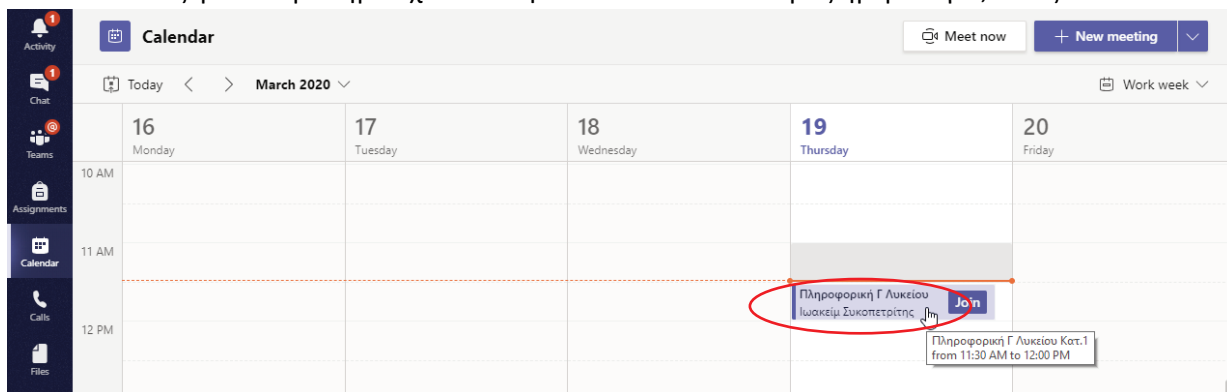 1
Activity
Calendar
Meet now
+ New meeting
1
Chat
Today < > March 2020
Work week
@
Teams
16
Monday
17
Tuesday
18
Wednesday
19
Thursday
20
Friday
10 AM
Assignments
11 AM
Calendar
Πληροφορική Γ Λυκείου
Ιωακείμ Συκοπετρίτης
Join
Calls
12 PM
Πληροφορική Γ Λυκείου Κατ.1
from 11:30 AM to 12:00 PM
Files